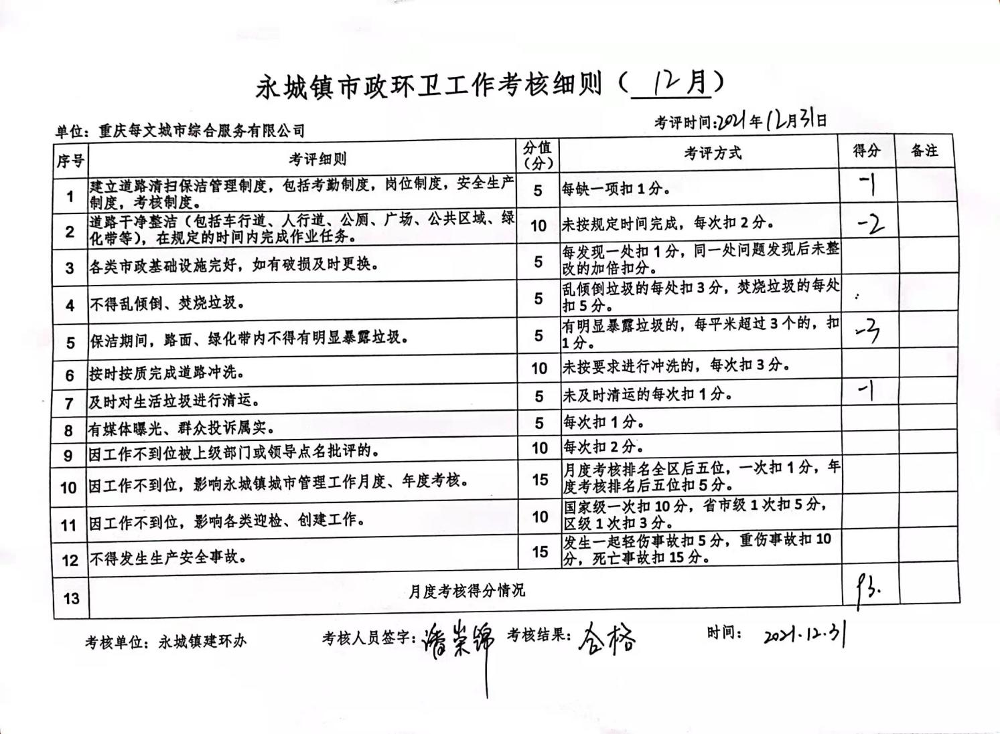 永城镇市政环卫工作考核细则（12月）
单位：重庆每文城市综合服务有限公司
考评时间:2021年12月31日
序号 考评细则 分值（分） 考评方式 得分 备注
1 建立道路清扫保洁管理制度，包括考勤制度，岗位制度，安全生产 5 每缺一项扣1分。 -1
制度，考核制度。
2 道路干净整洁（包括车行道、人行道、公厕、广场、公共区域、绿 10 未按规定时间完成，每次扣2分。 -2
化带等），在规定的时间内完成作业任务。
3 各类市政基础设施完好，如有破损及时更换。 5 每发现一处扣1分，同一处问题发现后未整
改的加倍扣分。
4 不得乱倾倒、焚烧垃圾。 5 乱倾倒垃圾的每处扣3分，焚烧垃圾的每处
扣5分。
5 保洁期间，路面、绿化带内不得有明显暴露垃圾。 5 有明显暴露垃圾的，每平米超过3个的，扣 -3
1分。
6 按时按质完成道路冲洗。 10 未按要求进行冲洗的，每次扣3分。
7 及时对生活垃圾进行清运。 5 未及时清运的每次扣1分。 -1
8 有媒体曝光、群众投诉属实。 5 每次扣1分。
9 因工作不到位被上级部门或领导点名批评的。 10 每次扣2分。
10 因工作不到位，影响永城镇城市管理工作月度、年度考核。 15 月度考核排名全区后五位，一次扣1分，年
度考核排名后五位扣5分。
11 因工作不到位，影响各类迎检、创建工作。 10 国家级一次扣10分，省市级1次扣5分，
区级1次扣3分。
12 不得发生生产安全事故。 15 发生一起轻伤事故扣5分，重伤事故扣10
分，死亡事故扣15分。
13 月度考核得分情况 93.
考核单位：永城镇建环办 考核人员签字： 考核结果：合格 时间：2021.12.31